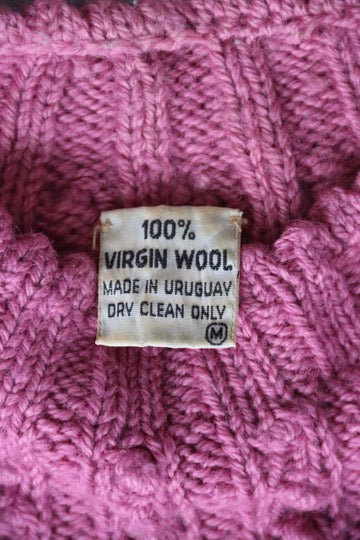 100%
VIRGIN WOOL
MADE IN URUGUAY
DRY CLEAN ONLY
M